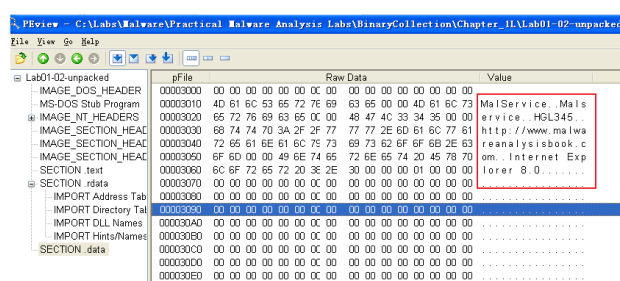 PEview - C:\Labs\Malware\Practical Malware Analysis Labs\BinaryCollection\Chapter_1L\Lab01-02-unpacked
File View Go Help
Lab01-02-unpacked
IMAGE_DOS_HEADER
MS-DOS Stub Program
IMAGE_NT_HEADERS
IMAGE_SECTION_HEAD
IMAGE_SECTION_HEAD
IMAGE_SECTION_HEAD
SECTION .text
SECTION .rdata
IMPORT Address Tab
IMPORT Directory Tal
IMPORT DLL Names
IMPORT Hints/Names
SECTION .data
pFile Raw Data Value
00003000 00 00 00 00 00 00 00 00 00 00 00 00 00 00 00 00 . . . . . . . . . . . . . . . .
00003010 4D 61 6C 53 65 72 76 69 63 65 00 00 4D 61 6C 73 MalService..Mals
00003020 65 72 76 69 63 65 00 00 48 47 4C 33 34 35 00 00 ervice..HGL345..
00003030 68 74 74 70 3A 2F 2F 77 77 77 2E 6D 61 6C 77 61 http://www.malwa
00003040 72 65 61 6E 61 6C 79 73 69 73 62 6F 6F 6B 2E 63 reanalysisbook.c
00003050 6F 6D 00 00 49 6E 74 65 72 6E 65 74 20 45 78 70 om..Internet Exp
00003060 6C 6F 72 65 72 20 38 2E 30 00 00 00 01 00 00 00 lorer 8.0.......
00003070 00 00 00 00 00 00 00 00 00 00 00 00 00 00 00 00 ................
00003080 00 00 00 00 00 00 00 00 00 00 00 00 00 00 00 00 ................
00003090 00 00 00 00 00 00 00 00 00 00 00 00 00 00 00 00 ................
000030A0 00 00 00 00 00 00 00 00 00 00 00 00 00 00 00 00 ................
000030B0 00 00 00 00 00 00 00 00 00 00 00 00 00 00 00 00 ................
000030C0 00 00 00 00 00 00 00 00 00 00 00 00 00 00 00 00 ................
000030D0 00 00 00 00 00 00 00 00 00 00 00 00 00 00 00 00 ................
000030E0 00 00 00 00 00 00 00 00 00 00 00 00 00 00 00 00 ................